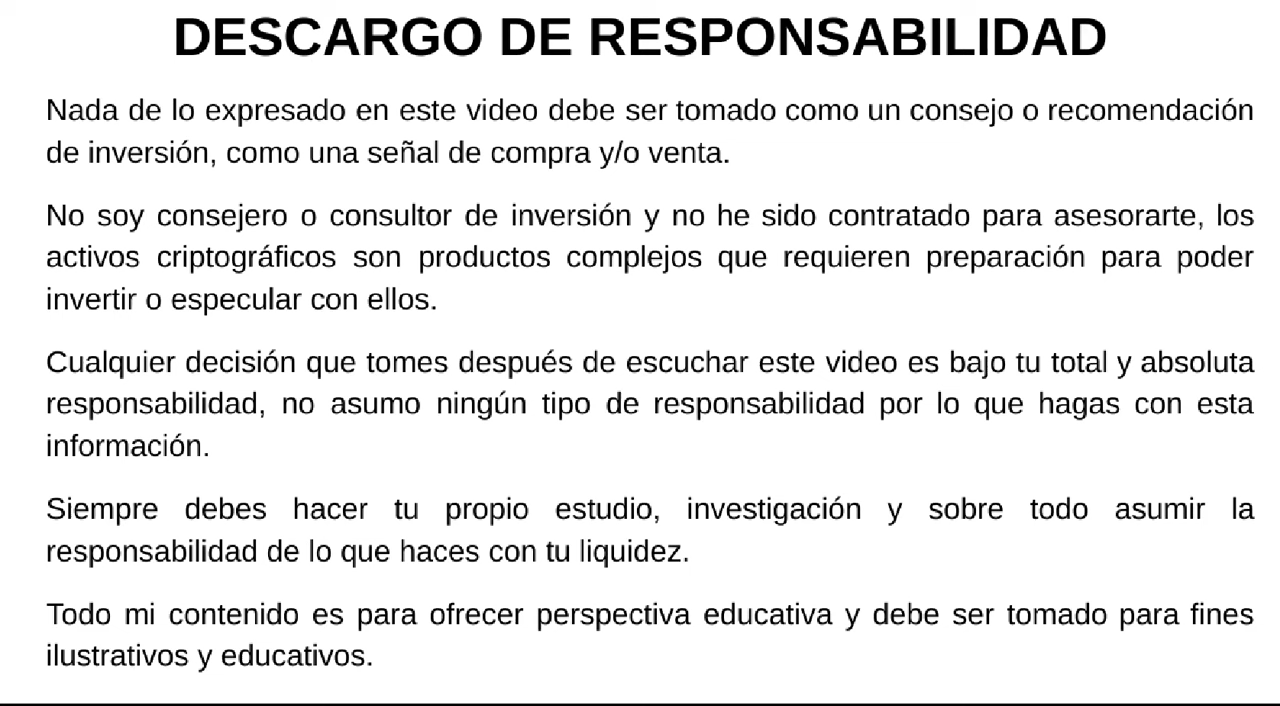 DESCARGO DE RESPONSABILIDAD
Nada de lo expresado en este video debe ser tomado como un consejo o recomendación
de inversión, como una señal de compra y/o venta.
No soy consejero o consultor de inversión y no he sido contratado para asesorarte, los
activos criptográficos son productos complejos que requieren preparación para poder
invertir o especular con ellos.
Cualquier decisión que tomes después de escuchar este video es bajo tu total y absoluta
responsabilidad, no asumo ningún tipo de responsabilidad por lo que hagas con esta
información.
Siempre debes hacer tu propio estudio, investigación y sobre todo asumir la
responsabilidad de lo que haces con tu liquidez.
Todo mi contenido es para ofrecer perspectiva educativa y debe ser tomado para fines
ilustrativos y educativos.